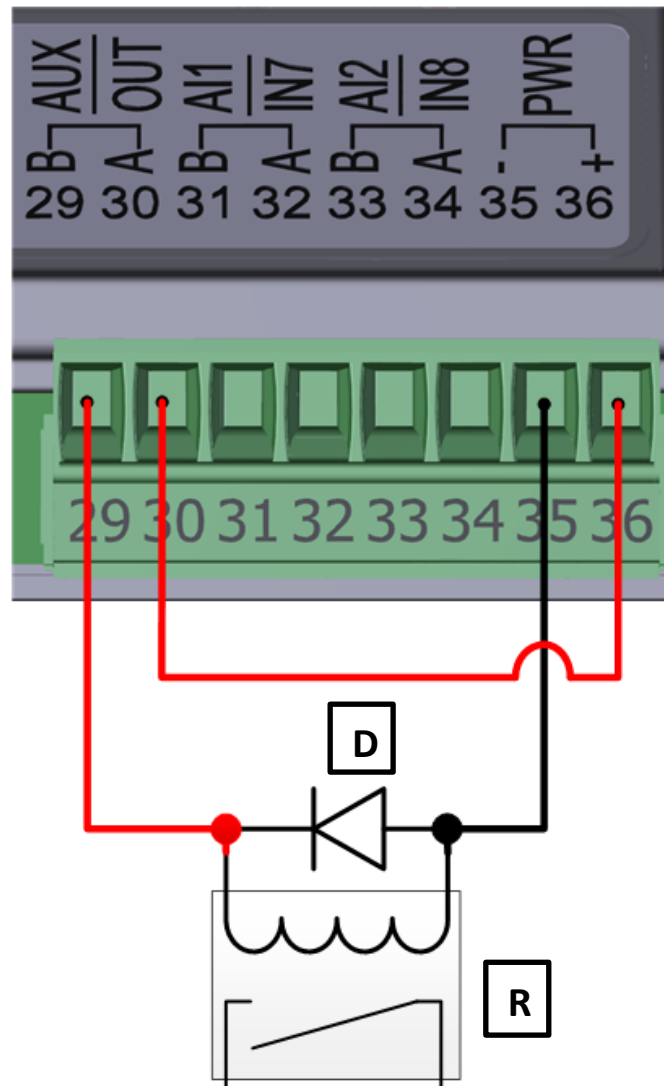 AUX OUT AI1 IN7 AI2 IN8 PWR
B A B A B A - +
29 30 31 32 33 34 35 36
29 30 31 32 33 34 35 36
D
R